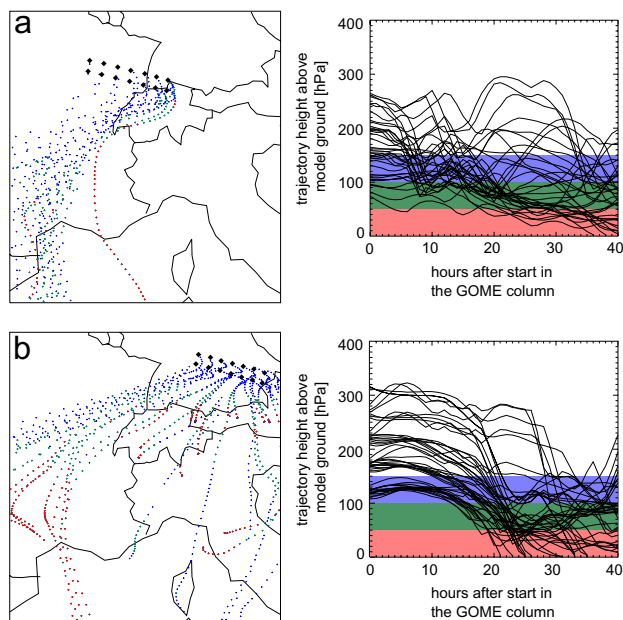 a
400
300
200
100
0
trajectory height above
model ground [hPa]
0 10 20 30 40
hours after start in
the GOME column
b
400
300
200
100
0
trajectory height above
model ground [hPa]
0 10 20 30 40
hours after start in
the GOME column